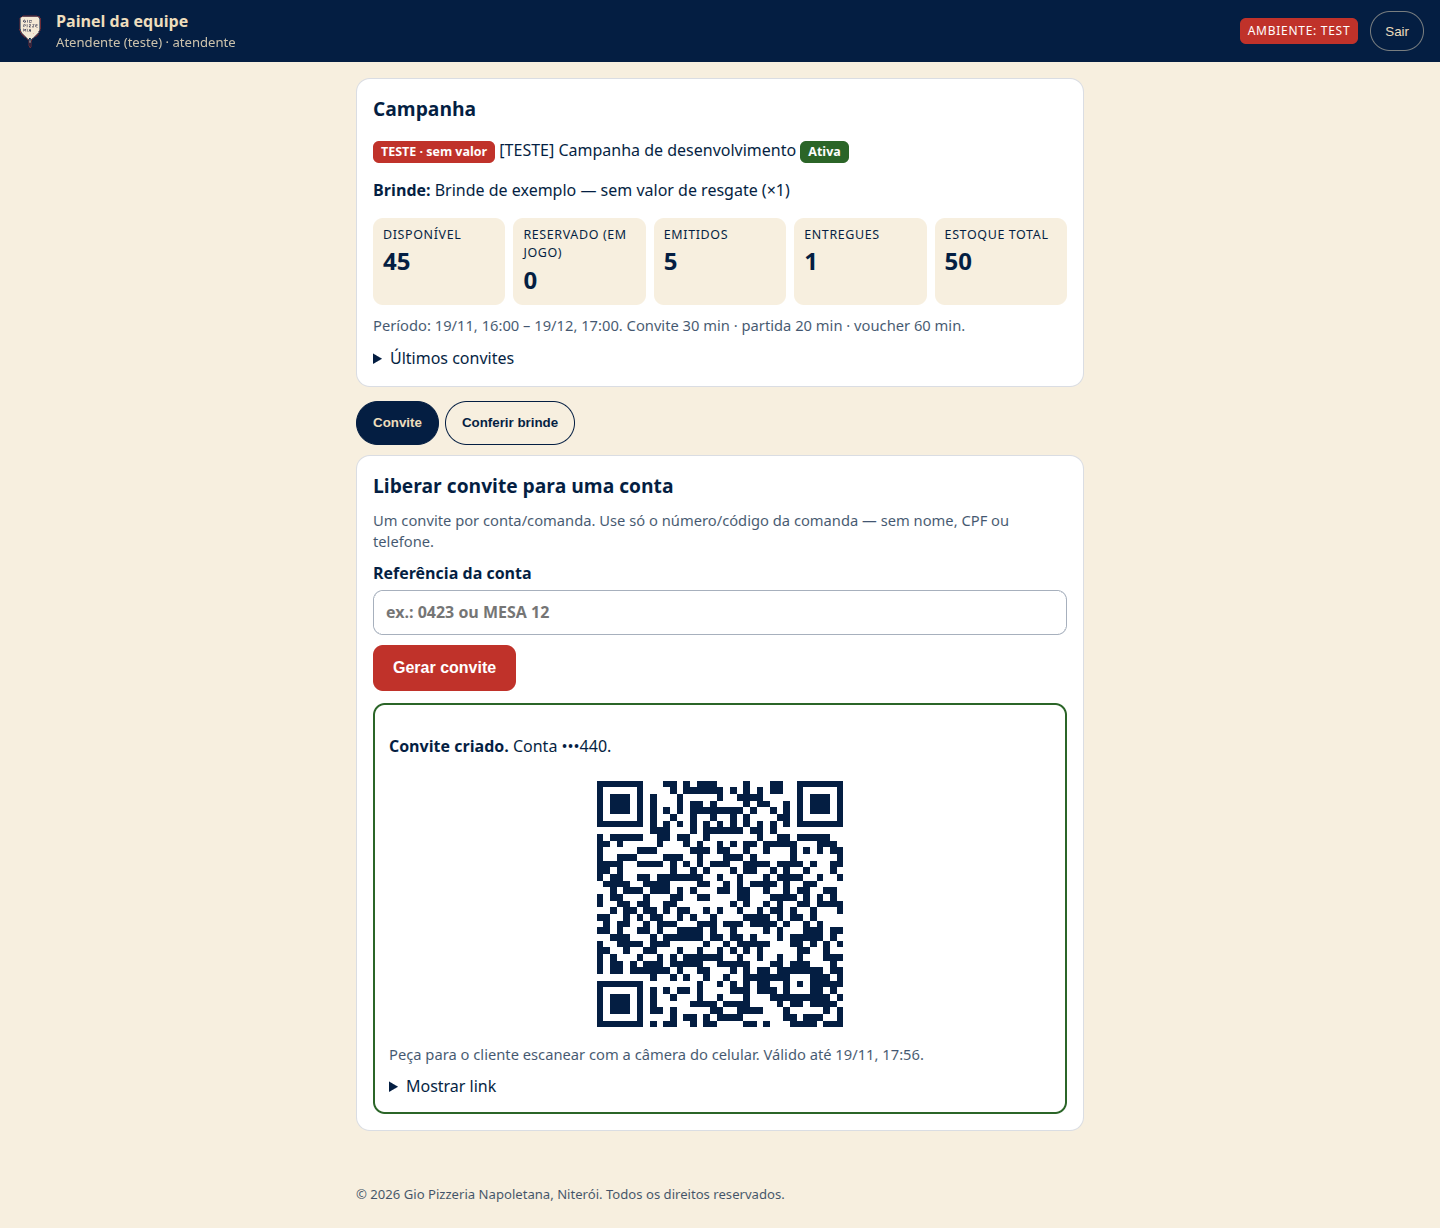 Painel da equipe
Atendente (teste) · atendente
AMBIENTE: TEST
Sair
Campanha
TESTE · sem valor [TESTE] Campanha de desenvolvimento Ativa
Brinde: Brinde de exemplo — sem valor de resgate (×1)
DISPONÍVEL
45
RESERVADO (EM
JOGO)
0
EMITIDOS
5
ENTREGUES
1
ESTOQUE TOTAL
50
Período: 19/11, 16:00 – 19/12, 17:00. Convite 30 min · partida 20 min · voucher 60 min.
Últimos convites
Convite
Conferir brinde
Liberar convite para uma conta
Um convite por conta/comanda. Use só o número/código da comanda — sem nome, CPF ou
telefone.
Referência da conta
ex.: 0423 ou MESA 12
Gerar convite
Convite criado. Conta •••440.
Peça para o cliente escanear com a câmera do celular. Válido até 19/11, 17:56.
Mostrar link
© 2026 Gio Pizzeria Napoletana, Niterói. Todos os direitos reservados.